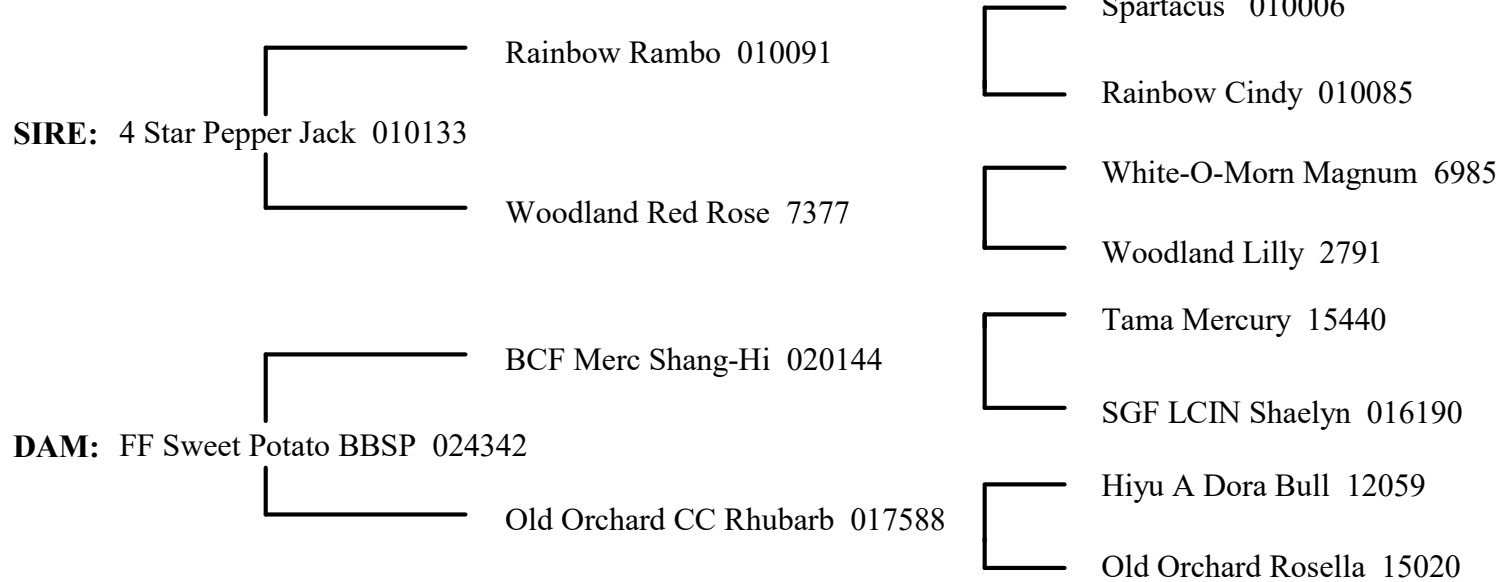 Spartacus 010006
Rainbow Rambo 010091
Rainbow Cindy 010085
SIRE: 4 Star Pepper Jack 010133
White-O-Morn Magnum 6985
Woodland Red Rose 7377
Woodland Lilly 2791
Tama Mercury 15440
BCF Merc Shang-Hi 020144
SGF LCIN Shaelyn 016190
DAM: FF Sweet Potato BBSP 024342
Hiyu A Dora Bull 12059
Old Orchard CC Rhubarb 017588
Old Orchard Rosella 15020